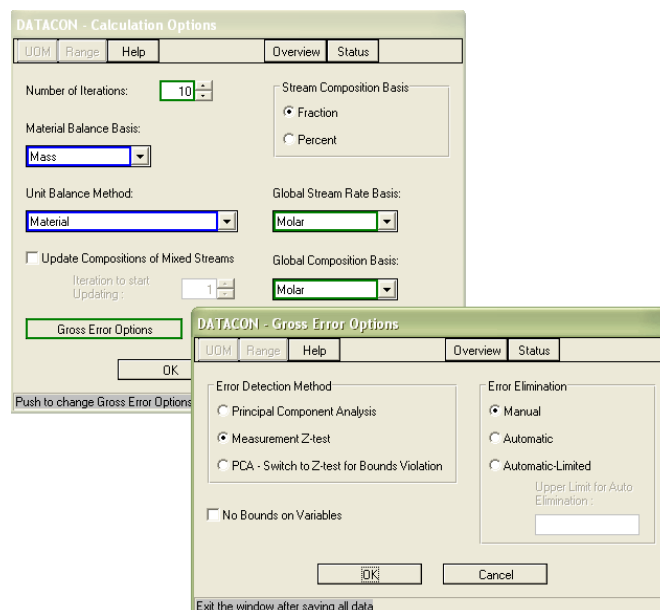 DATACON - Calculation Options
UOM Range Help Overview Status
Number of Iterations: 10
Stream Composition Basis
Fraction
Percent
Material Balance Basis:
Mass
Unit Balance Method:
Material
Global Stream Rate Basis:
Molar
Update Compositions of Mixed Streams
Iteration to start
Updating : 1
Global Composition Basis:
Molar
Gross Error Options
OK
Push to change Gross Error Options
DATACON - Gross Error Options
UOM Range Help Overview Status
Error Detection Method
Principal Component Analysis
Measurement Z-test
PCA - Switch to Z-test for Bounds Violation
No Bounds on Variables
Error Elimination
Manual
Automatic
Automatic-Limited
Upper Limit for Auto
Elimination :
OK Cancel
Exit the window after saving all data